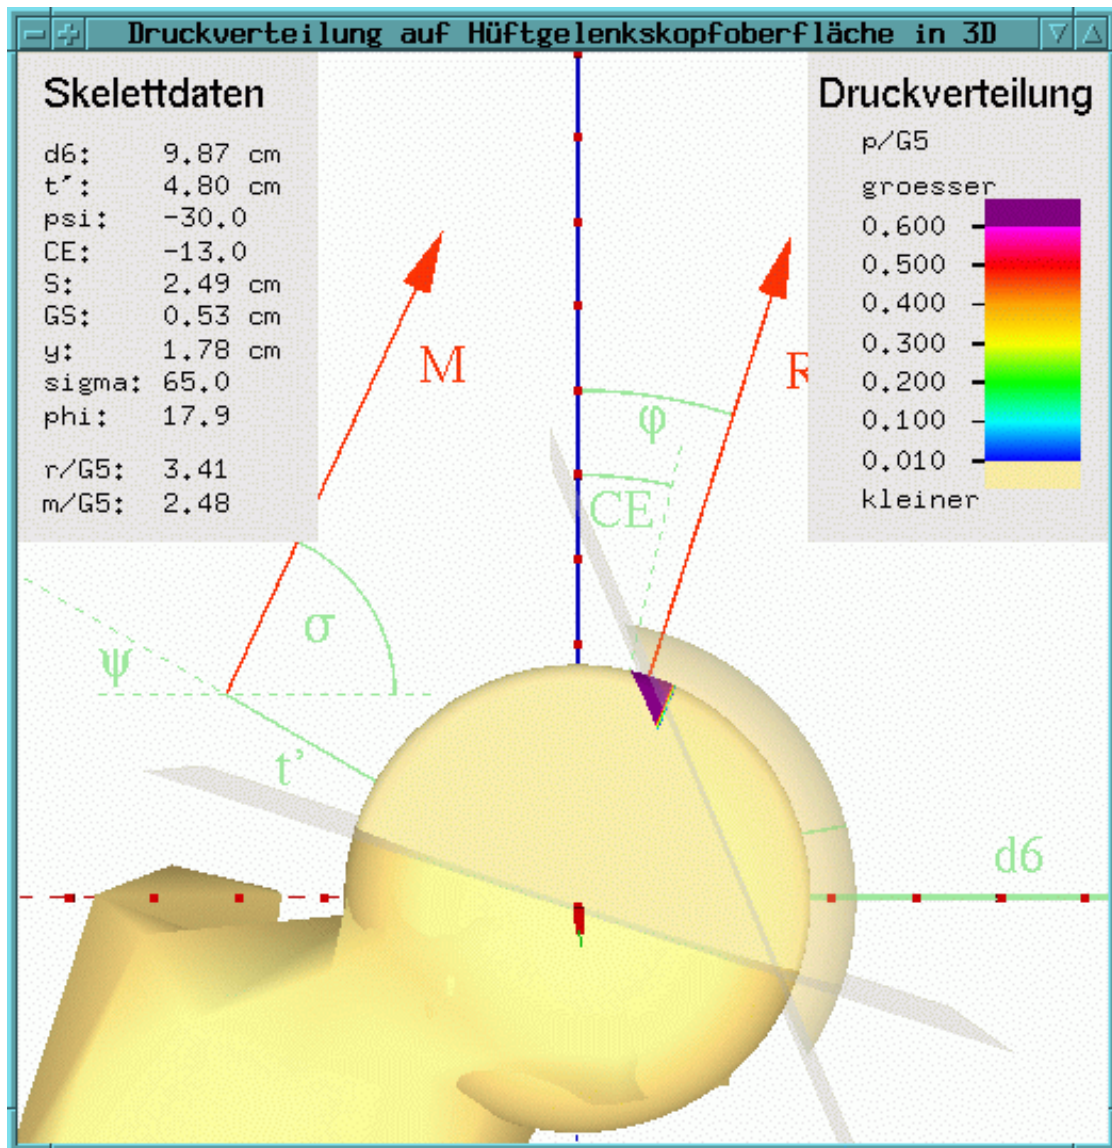 Druckverteilung auf Hüftgelenkskopfoberfläche in 3D
Skelettdaten
d6: 9.87 cm
t': 4.80 cm
psi: -30.0
CE: -13.0
S: 2.49 cm
GS: 0.53 cm
y: 1.78 cm
sigma: 65.0
phi: 17.9
r/G5: 3.41
m/G5: 2.48
Druckverteilung
p/G5
groesser
0.600
0.500
0.400
0.300
0.200
0.100
0.010
kleiner
M
R
φ
CE
σ
ψ
t'
d6